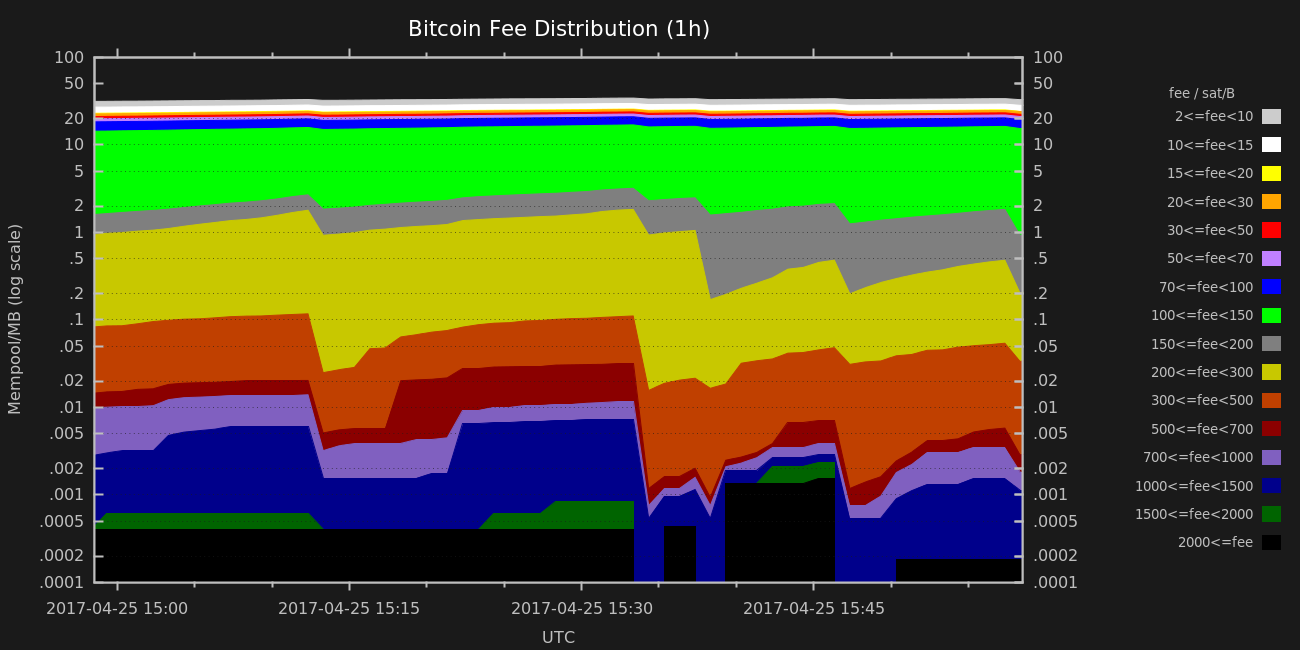 Bitcoin Fee Distribution (1h)
100
50
20
10
5
2
1
.5
.2
.1
.05
.02
.01
.005
.002
.001
.0005
.0002
.0001
Mempool/MB (log scale)
100
50
20
10
5
2
1
.5
.2
.1
.05
.02
.01
.005
.002
.001
.0005
.0002
.0001
2017-04-25 15:00
2017-04-25 15:15
2017-04-25 15:30
2017-04-25 15:45
UTC
fee / sat/B
2<=fee<10
10<=fee<15
15<=fee<20
20<=fee<30
30<=fee<50
50<=fee<70
70<=fee<100
100<=fee<150
150<=fee<200
200<=fee<300
300<=fee<500
500<=fee<700
700<=fee<1000
1000<=fee<1500
1500<=fee<2000
2000<=fee